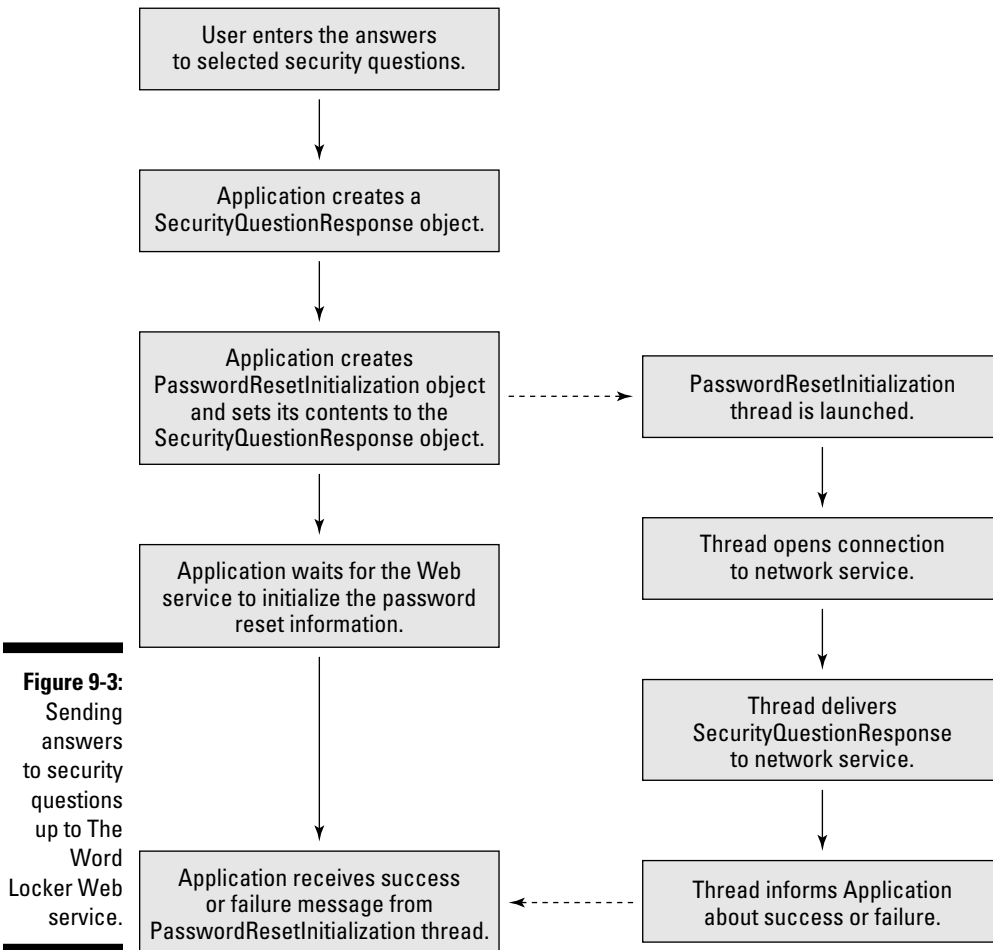 User enters the answers
to selected security questions.
Application creates a
SecurityQuestionResponse object.
Application creates
PasswordResetInitialization object
and sets its contents to the
SecurityQuestionResponse object.
PasswordResetInitialization
thread is launched.
Thread opens connection
to network service.
Application waits for the Web
service to initialize the password
reset information.
Thread delivers
SecurityQuestionResponse
to network service.
Figure 9-3:
Sending
answers
to security
questions
up to The
Word
Locker Web
service.
Application receives success
or failure message from
PasswordResetInitialization thread.
Thread informs Application
about success or failure.